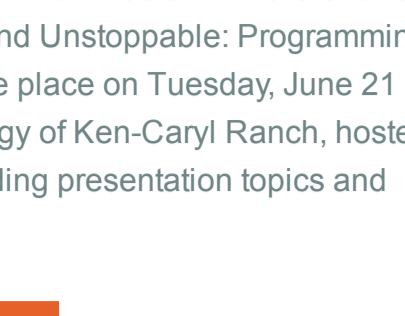 nd Unstoppable: Programmin
e place on Tuesday, June 21
gy of Ken-Caryl Ranch, hoste
ling presentation topics and